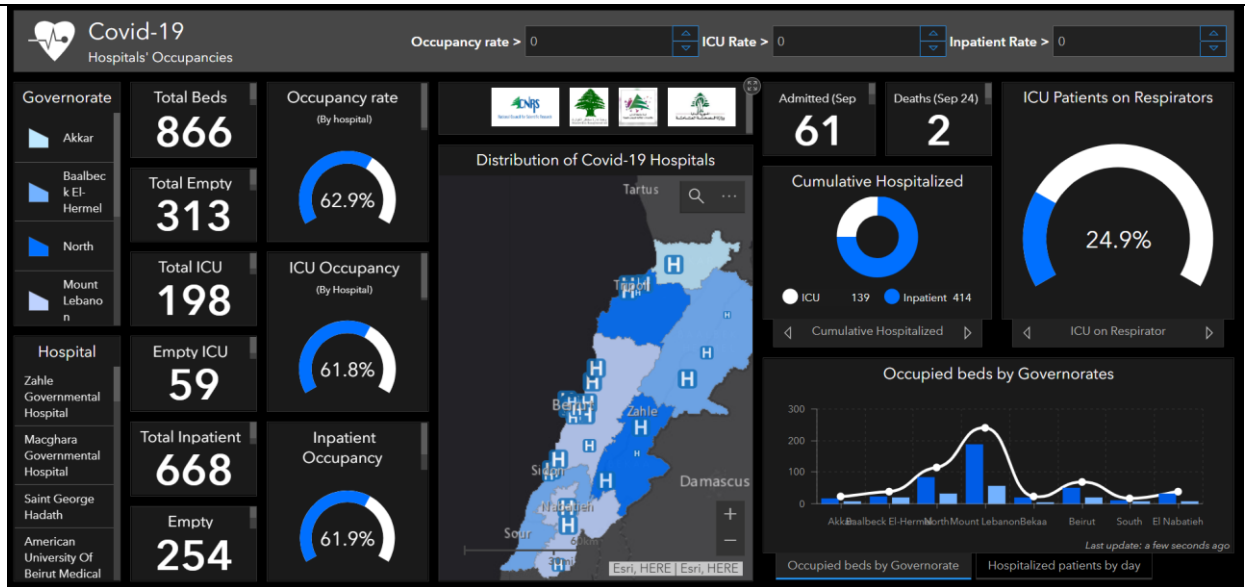 Covid-19
Hospitals' Occupancies
Occupancy rate > 0
ICU Rate > 0
Inpatient Rate > 0
Governorate
Akkar
Baalbec
k El-
Hermel
North
Mount
Lebano
n
Hospital
Zahle
Governmental
Hospital
Macghara
Governmental
Hospital
Saint George
Hadath
American
University Of
Beirut Medical
Total Beds
866
Total Empty
313
Total ICU
198
Empty ICU
59
Total Inpatient
668
Empty
254
Occupancy rate
(By hospital)
62.9%
ICU Occupancy
(By Hospital)
61.8%
Inpatient
Occupancy
61.9%
CNRS
Distribution of Covid-19 Hospitals
Tartus
H
H
H
H
H
H
Zahle
H
H
H
H
H
Damascus
Sour
H
Esri, HERE | Esri, HERE
Admitted (Sep
61
Deaths (Sep 24)
2
Cumulative Hospitalized
ICU 139
Inpatient 414
Cumulative Hospitalized
ICU Patients on Respirators
24.9%
ICU on Respirator
Occupied beds by Governorates
300
200
100
0
Akkar
Baalbeck El-Hermel
North
Mount Lebanon
Bekaa
Beirut
South
El Nabatieh
Last update: a few seconds ago
Occupied beds by Governorate
Hospitalized patients by day